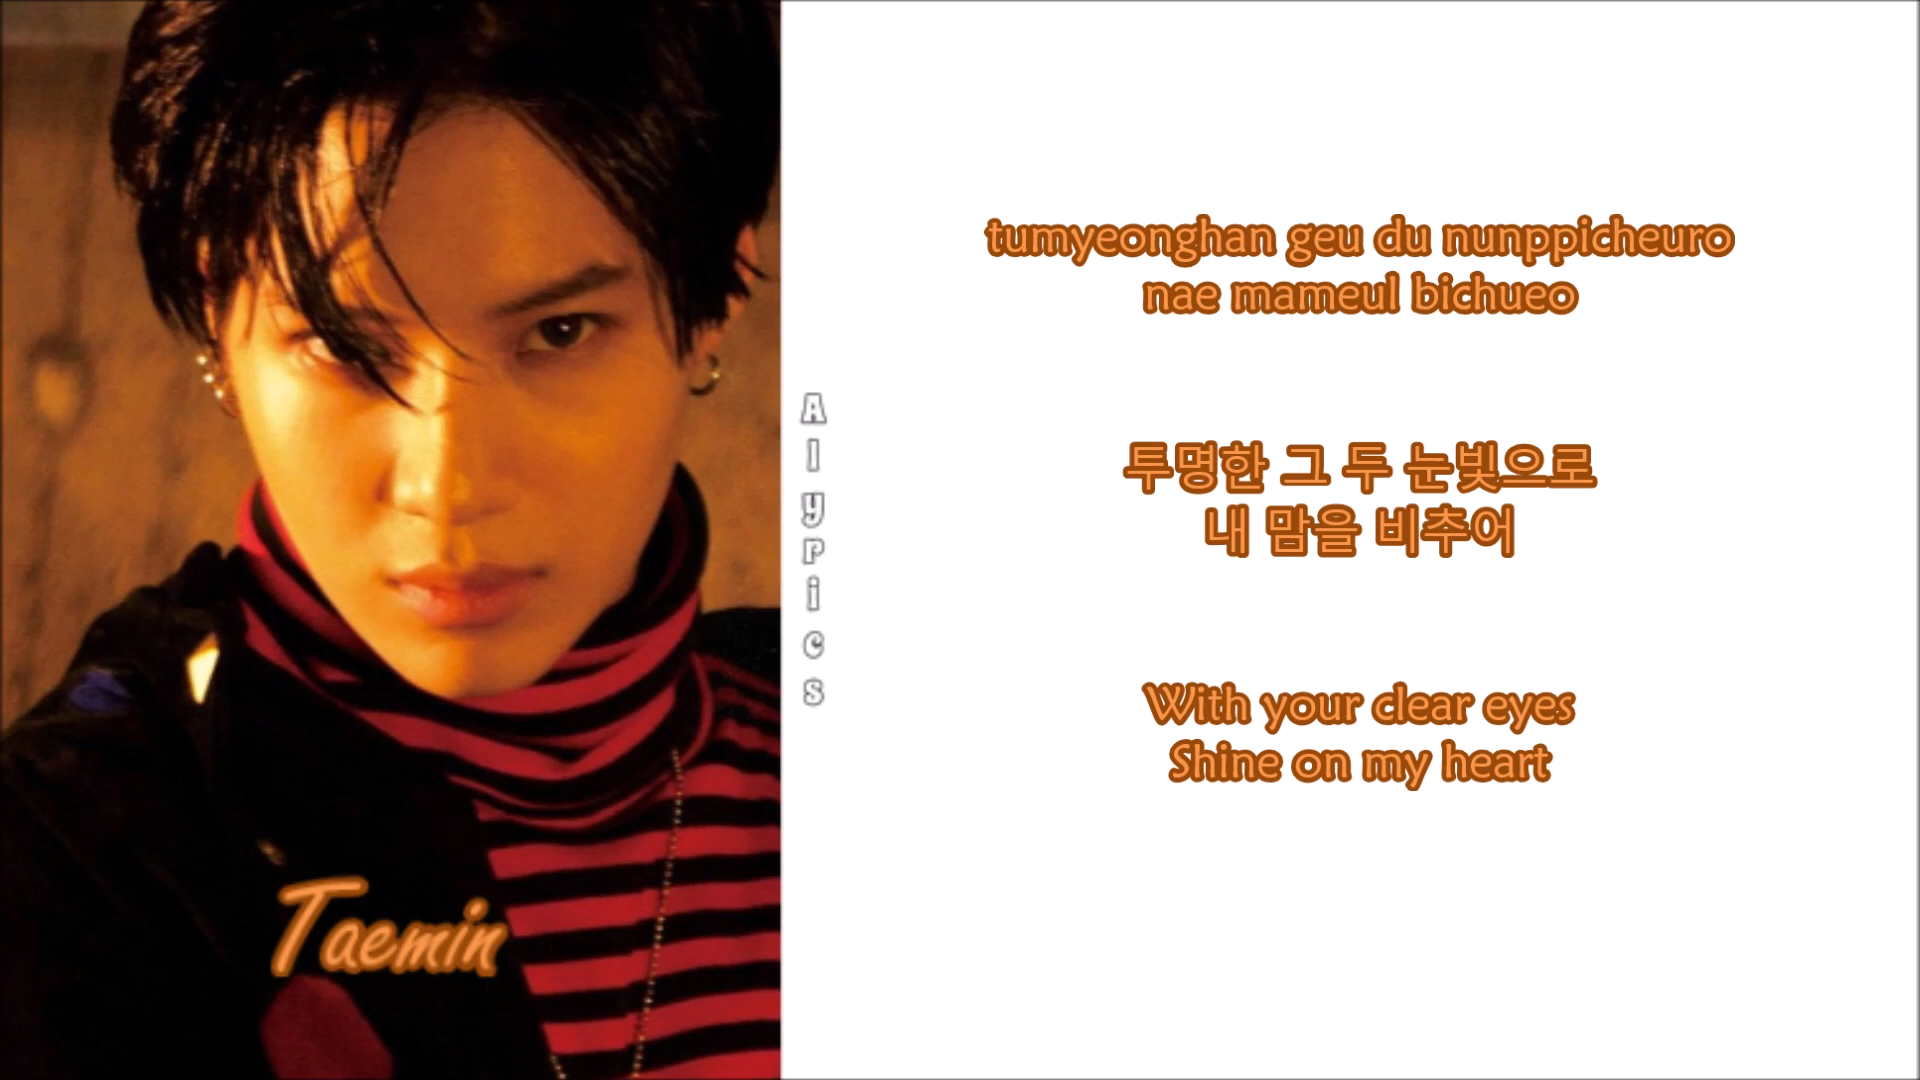 Taemin
Alypics
tumyeonghan geu du nunppicheuro
nae mameul bichueo
투명한 그 두 눈빛으로
내 맘을 비추어
With your clear eyes
Shine on my heart